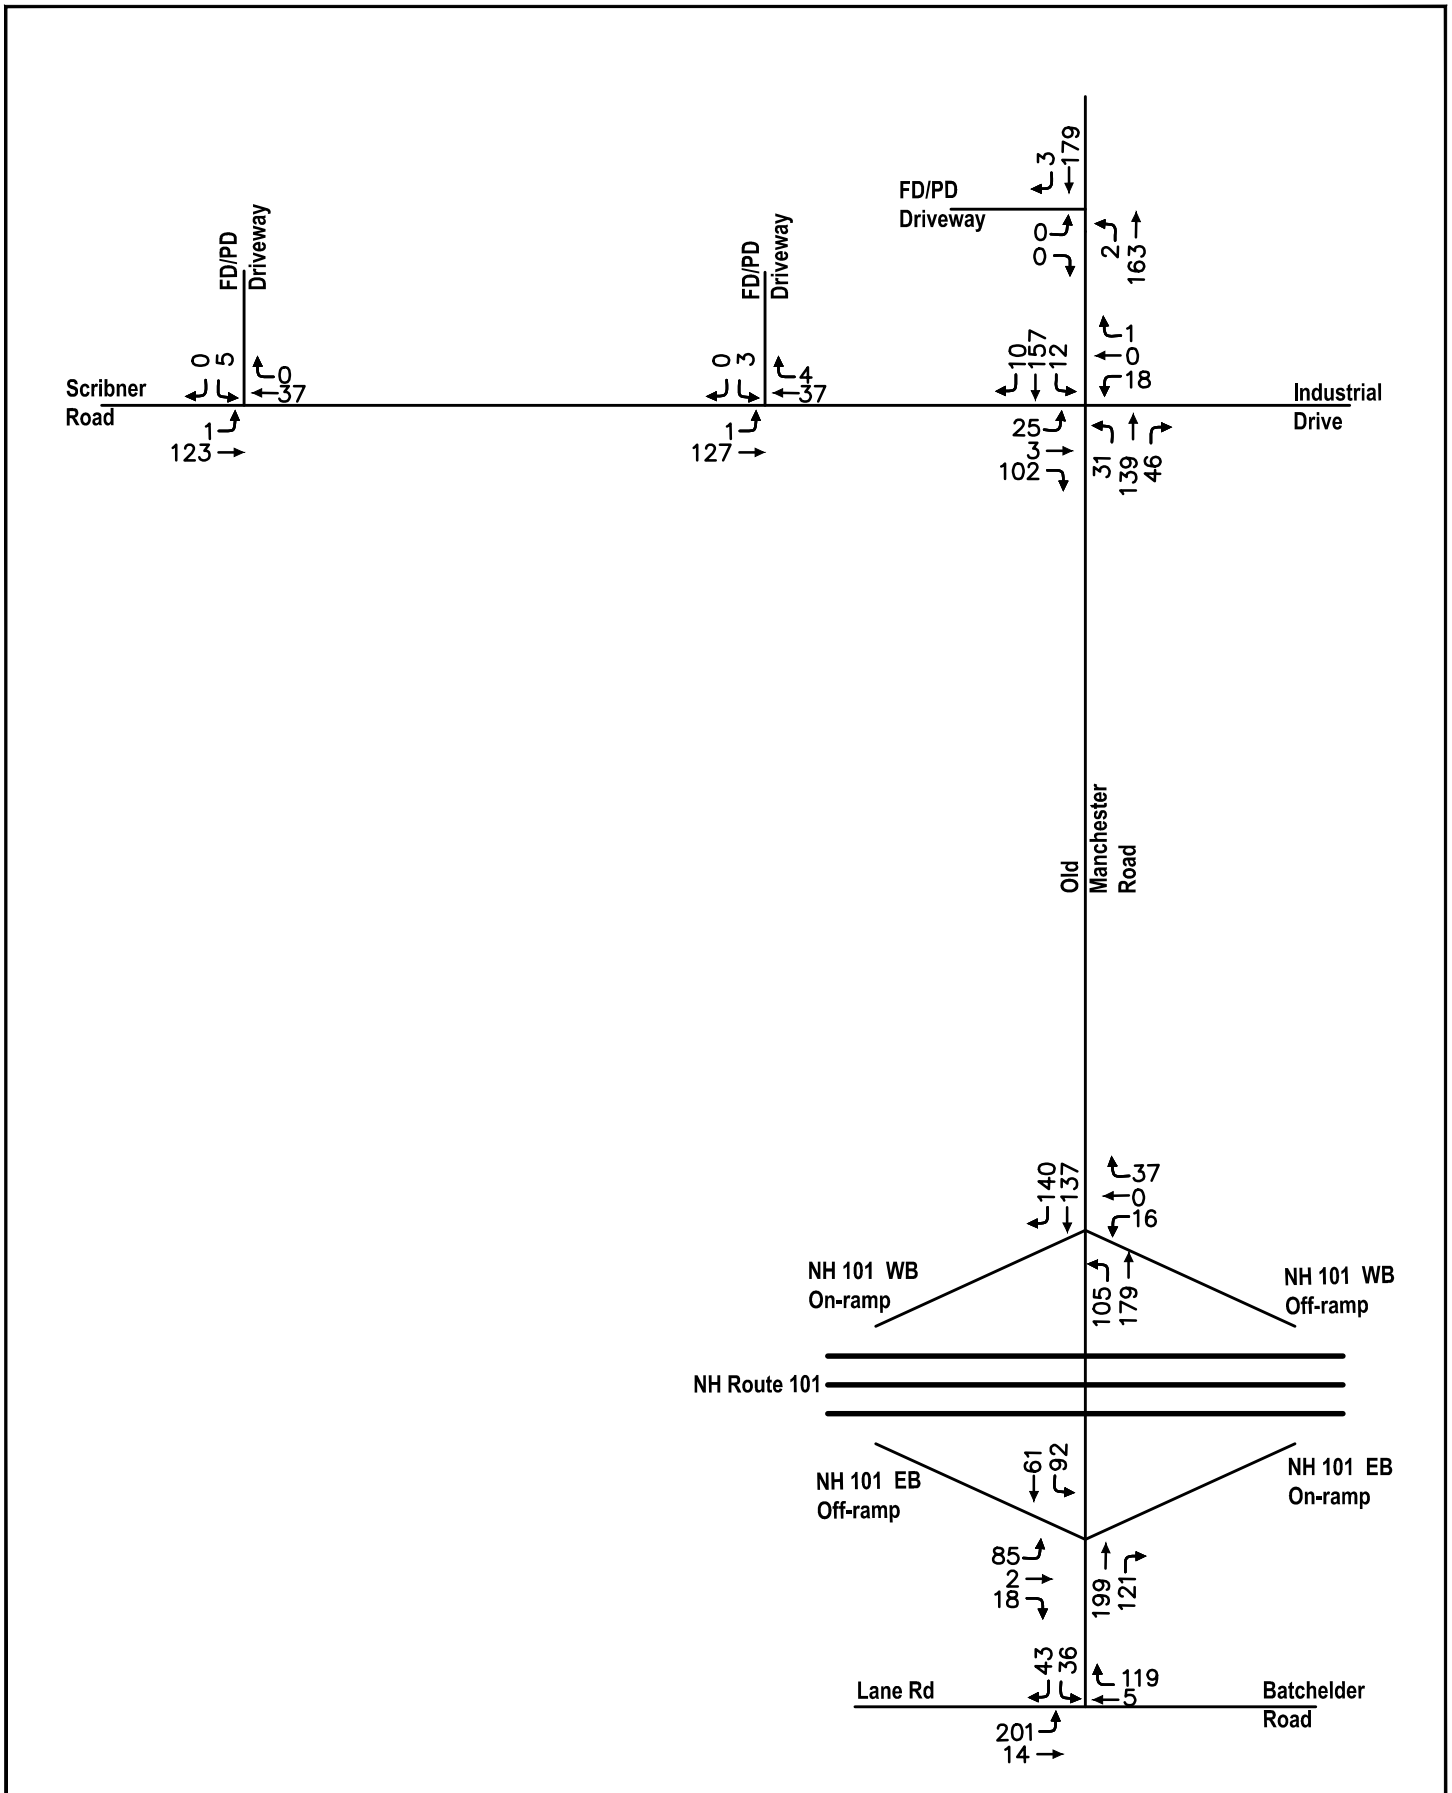 3
179
FD/PD
Driveway
0
0
2
163
FD/PD
Driveway
0
5
0
37
Scribner
Road
1
123
FD/PD
Driveway
0
3
4
37
1
127
10
157
12
1
0
18
Industrial
Drive
25
3
102
31
139
46
Old
Manchester
Road
140
137
37
0
16
NH 101 WB
On-ramp
105
179
NH 101 WB
Off-ramp
NH Route 101
61
92
NH 101 EB
Off-ramp
NH 101 EB
On-ramp
85
2
18
199
121
43
36
119
5
Lane Rd
Batchelder
Road
201
14